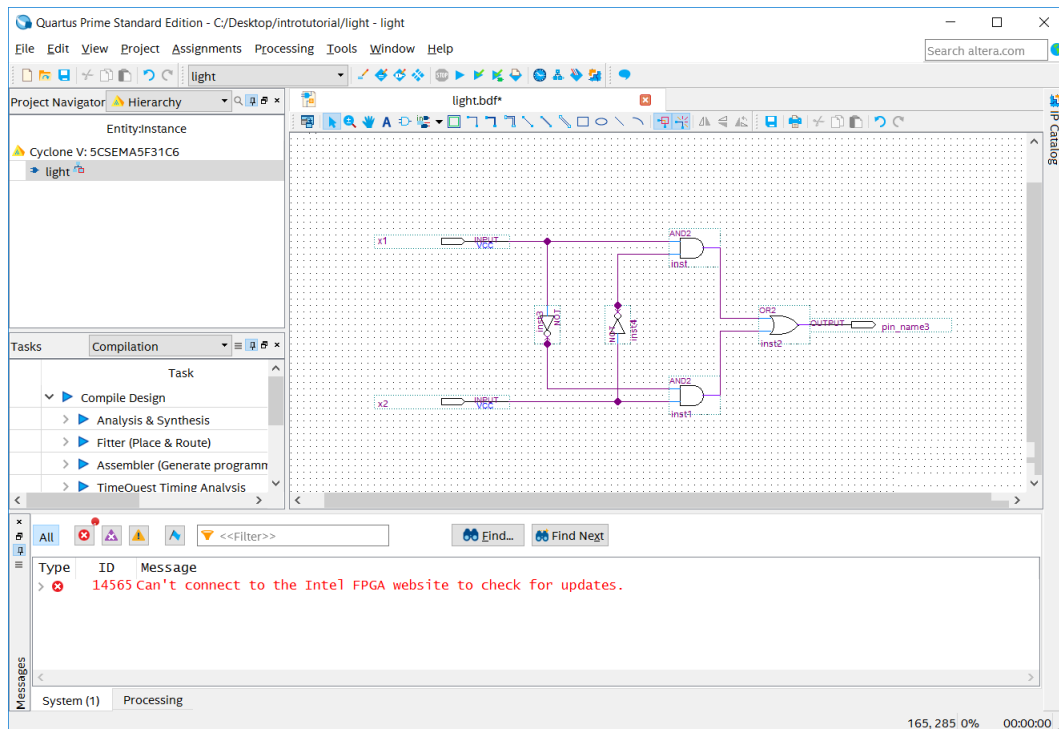 Quartus Prime Standard Edition - C:/Desktop/introtutorial/light - light
File Edit View Project Assignments Processing Tools Window Help
Search altera.com
light
Project Navigator Hierarchy
light.bdf*
IP Catalog
Entity:Instance
Cyclone V: 5CSEMA5F31C6
light
x1
INPUT
VCC
AND2
inst
inst3
NOT
NOT
inst4
OR2
inst2
OUTPUT
pin_name3
x2
INPUT
VCC
AND2
inst1
Tasks Compilation
Task
Compile Design
Analysis & Synthesis
Fitter (Place & Route)
Assembler (Generate programm
TimeQuest Timing Analysis
All
<<Filter>>
Find...
Find Next
Type ID Message
14565 Can't connect to the Intel FPGA website to check for updates.
Messages
System (1) Processing
165, 285 0% 00:00:00